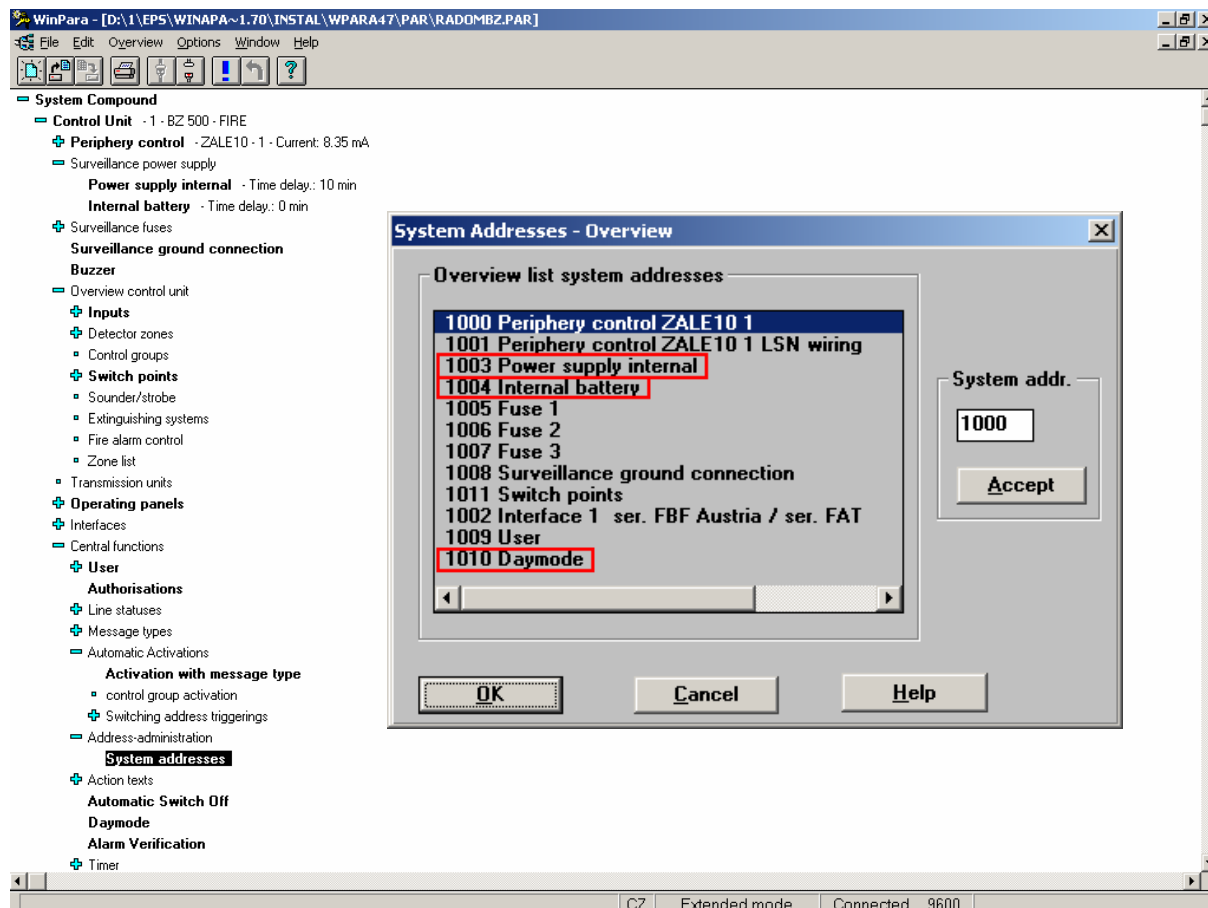 WinPara - [D:\1\EPS\WINAPA~1.70\INSTAL\WPARA47\PAR\RADOMBZ.PAR]
File Edit Overview Options Window Help
System Compound
Control Unit - 1 - BZ 500 - FIRE
Periphery control - ZALE10 - 1 - Current: 8.35 mA
Surveillance power supply
Power supply internal - Time delay.: 10 min
Internal battery - Time delay.: 0 min
Surveillance fuses
Surveillance ground connection
Buzzer
Overview control unit
Inputs
Detector zones
Control groups
Switch points
Sounder/strobe
Extinguishing systems
Fire alarm control
Zone list
Transmission units
Operating panels
Interfaces
Central functions
User
Authorisations
Line statuses
Message types
Automatic Activations
Activation with message type
control group activation
Switching address triggerings
Address-administration
System addresses
Action texts
Automatic Switch Off
Daymode
Alarm Verification
Timer
System Addresses - Overview
Overview list system addresses
1000 Periphery control ZALE10 1
1001 Periphery control ZALE10 1 LSN wiring
1003 Power supply internal
1004 Internal battery
1005 Fuse 1
1006 Fuse 2
1007 Fuse 3
1008 Surveillance ground connection
1011 Switch points
1002 Interface 1 ser. FBF Austria / ser. FAT
1009 User
1010 Daymode
System addr.
1000
Accept
OK Cancel Help
CZ Extended mode Connected 9600